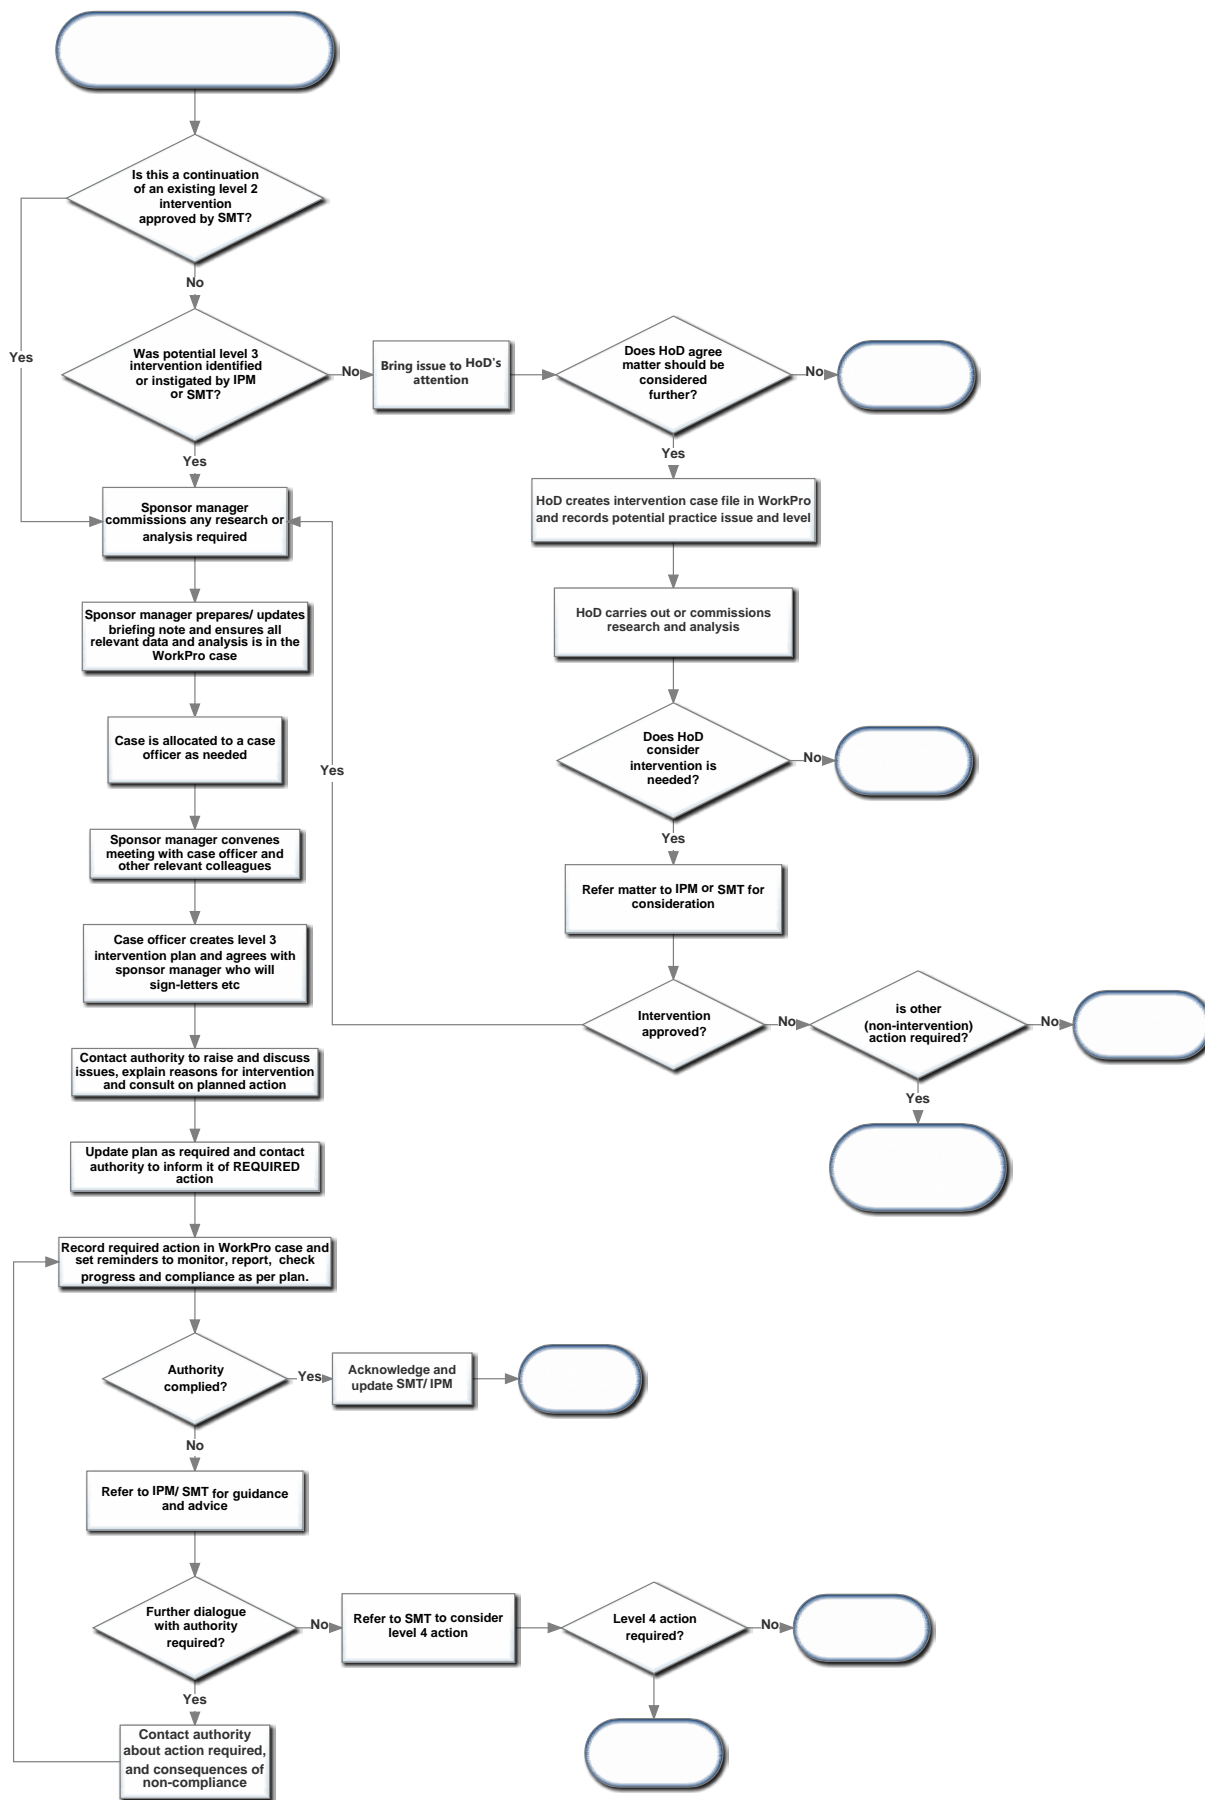 Is this a continuation
of an existing level 2
intervention
approved by SMT?
No
Yes
Was potential level 3
intervention identified
or instigated by IPM
or SMT?
No
Bring issue to HoD's
attention
Does HoD agree
matter should be
considered
further?
No
Yes
Yes
Sponsor manager
commissions any research or
analysis required
HoD creates intervention case file in WorkPro
and records potential practice issue and level
Sponsor manager prepares/ updates
briefing note and ensures all
relevant data and analysis is in the
WorkPro case
HoD carries out or commissions
research and analysis
Case is allocated to a case
officer as needed
Yes
Does HoD
consider
intervention is
needed?
No
Yes
Sponsor manager convenes
meeting with case officer and
other relevant colleagues
Refer matter to IPM or SMT for
consideration
Case officer creates level 3
intervention plan and agrees with
sponsor manager who will
sign-letters etc
Intervention
approved?
No
is other
(non-intervention)
action required?
No
Yes
Contact authority to raise and discuss
issues, explain reasons for intervention
and consult on planned action
Update plan as required and contact
authority to inform it of REQUIRED
action
Record required action in WorkPro case and
set reminders to monitor, report, check
progress and compliance as per plan.
Authority
complied?
Yes
Acknowledge and
update SMT/ IPM
No
Refer to IPM/ SMT for guidance
and advice
Further dialogue
with authority
required?
No
Refer to SMT to consider
level 4 action
Level 4 action
required?
No
Yes
Contact authority
about action required,
and consequences of
non-compliance